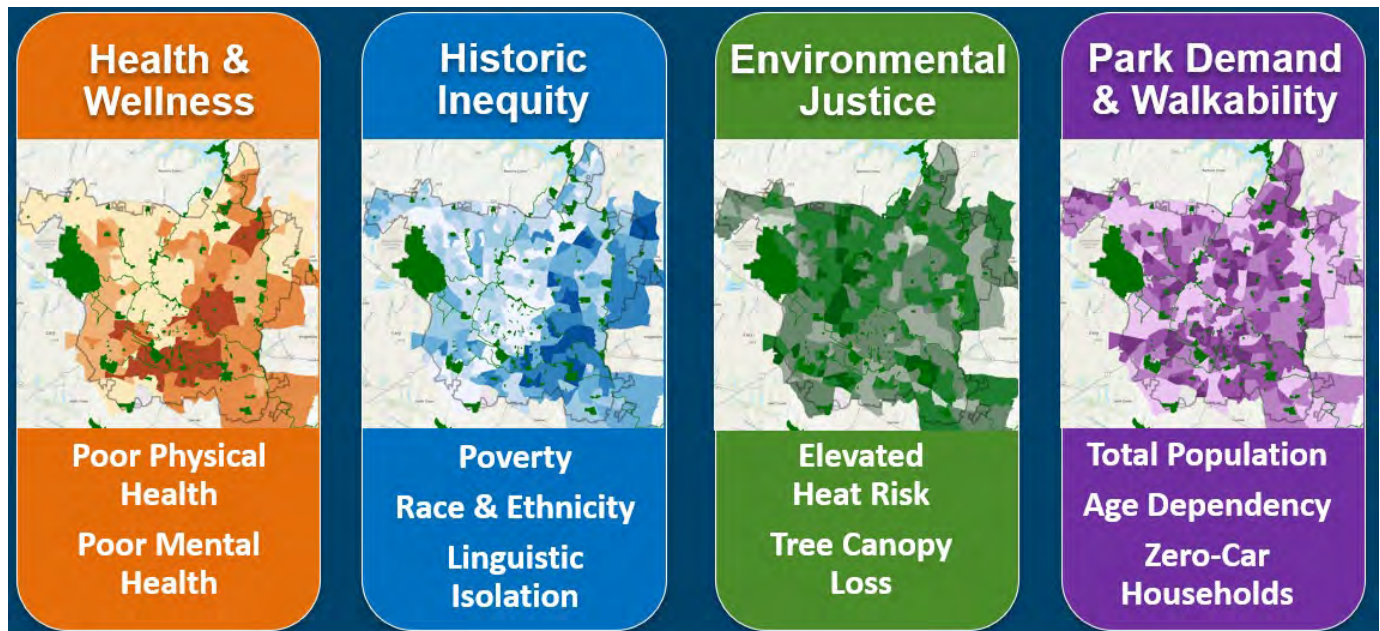 Health &
Wellness
Poor Physical
Health
Poor Mental
Health
Historic
Inequity
Poverty
Race & Ethnicity
Linguistic
Isolation
Environmental
Justice
Elevated
Heat Risk
Tree Canopy
Loss
Park Demand
& Walkability
Total Population
Age Dependency
Zero-Car
Households